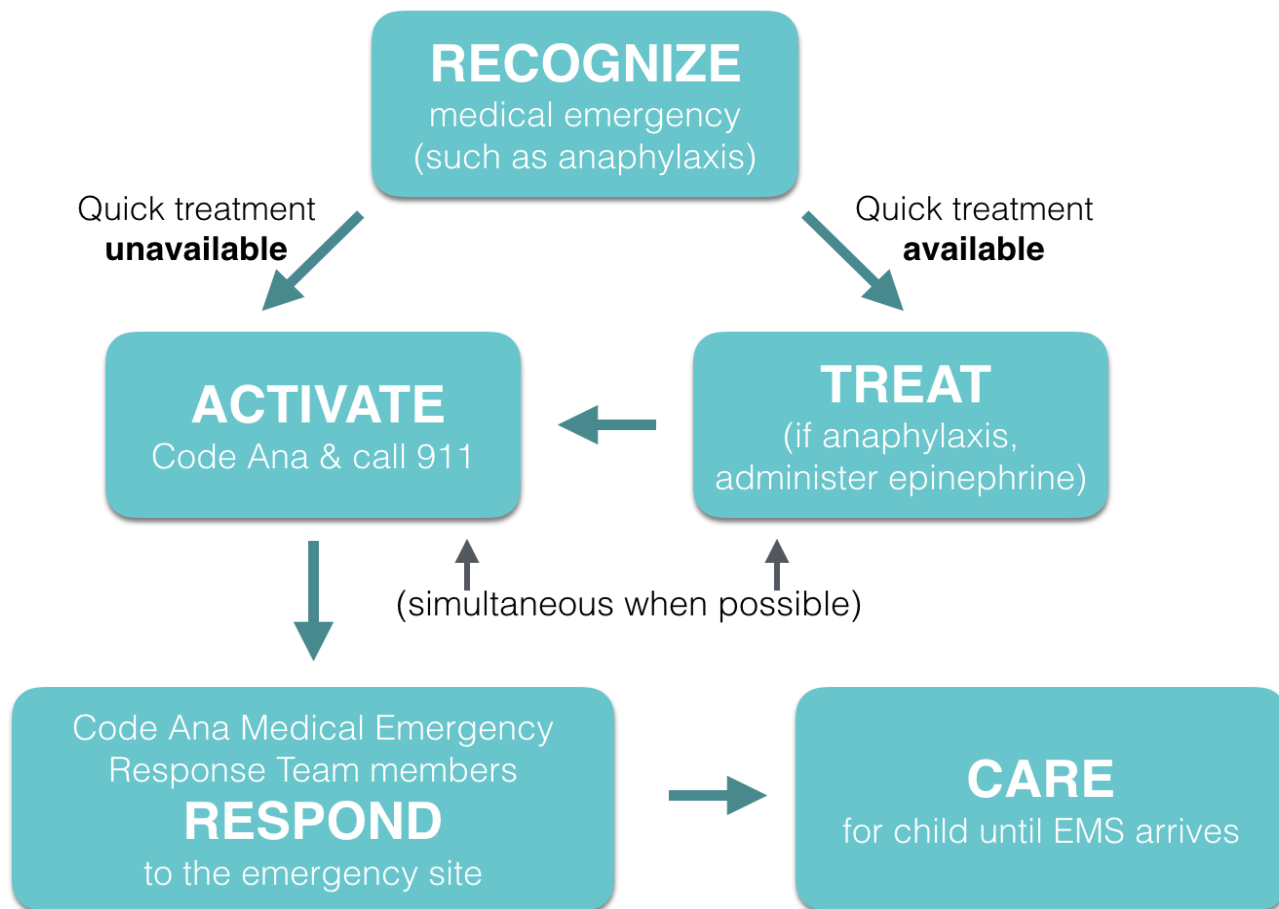 RECOGNIZE
medical emergency
(such as anaphylaxis)
Quick treatment
unavailable
Quick treatment
available
ACTIVATE
Code Ana & call 911
TREAT
(if anaphylaxis,
administer epinephrine)
(simultaneous when possible)
Code Ana Medical Emergency
Response Team members
RESPOND
to the emergency site
CARE
for child until EMS arrives